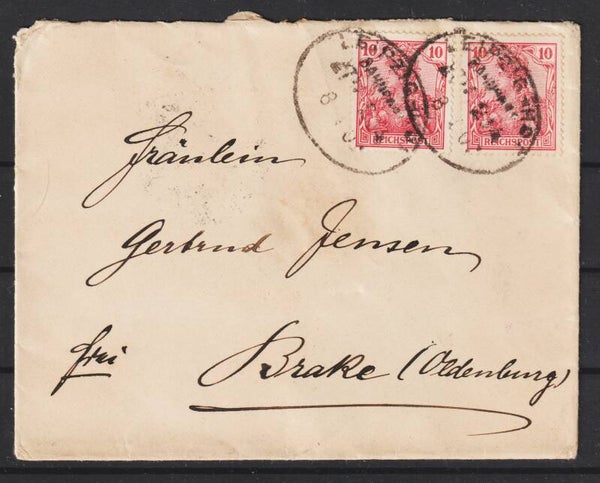 10 10 10 10
REICHSPOST REICHSPOST
Fräulein
Gertrud Jensen
frei Brake (Oldenburg)